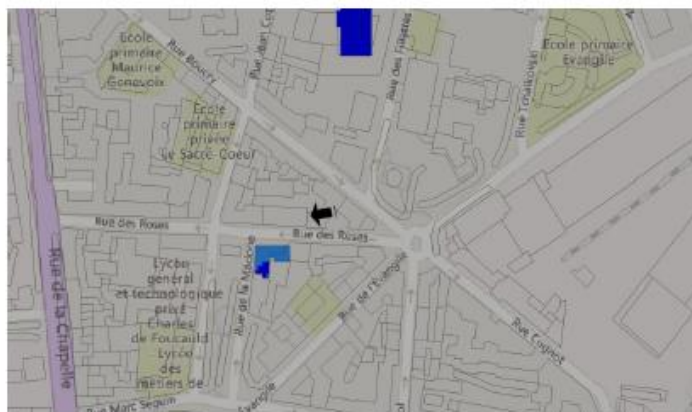 Ecole
primaire
Maurice
Genevoix
Rue Boucry
Rue Jean Co
Rue des Fillettes
Ecole primaire
Evangile
Rue Tchaïkovski
Ecole
primaire
privée
Le Sacré-Coeur
Rue des Roses
Rue des Roses
Rue de la Chapelle
Rue de la Madone
Rue de l'Évangile
Lycée
général
et technologique
privé
Charles
de Foucauld
Lycée
des
métiers de
Rue Cugnot
Rue Marc Seguin
Evangile